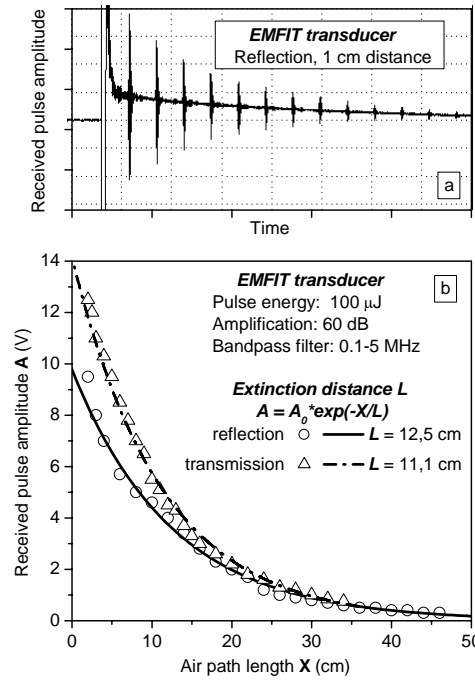 EMFIT transducer
Reflection, 1 cm distance
Received pulse amplitude
a
Time
14
12
10
8
6
4
2
0
Received pulse amplitude A (V)
EMFIT transducer
b
Pulse energy: 100 μJ
Amplification: 60 dB
Bandpass filter: 0.1-5 MHz
Extinction distance L
A = A₀*exp(-X/L)
reflection L = 12,5 cm
transmission L = 11,1 cm
0 10 20 30 40 50
Air path length X (cm)